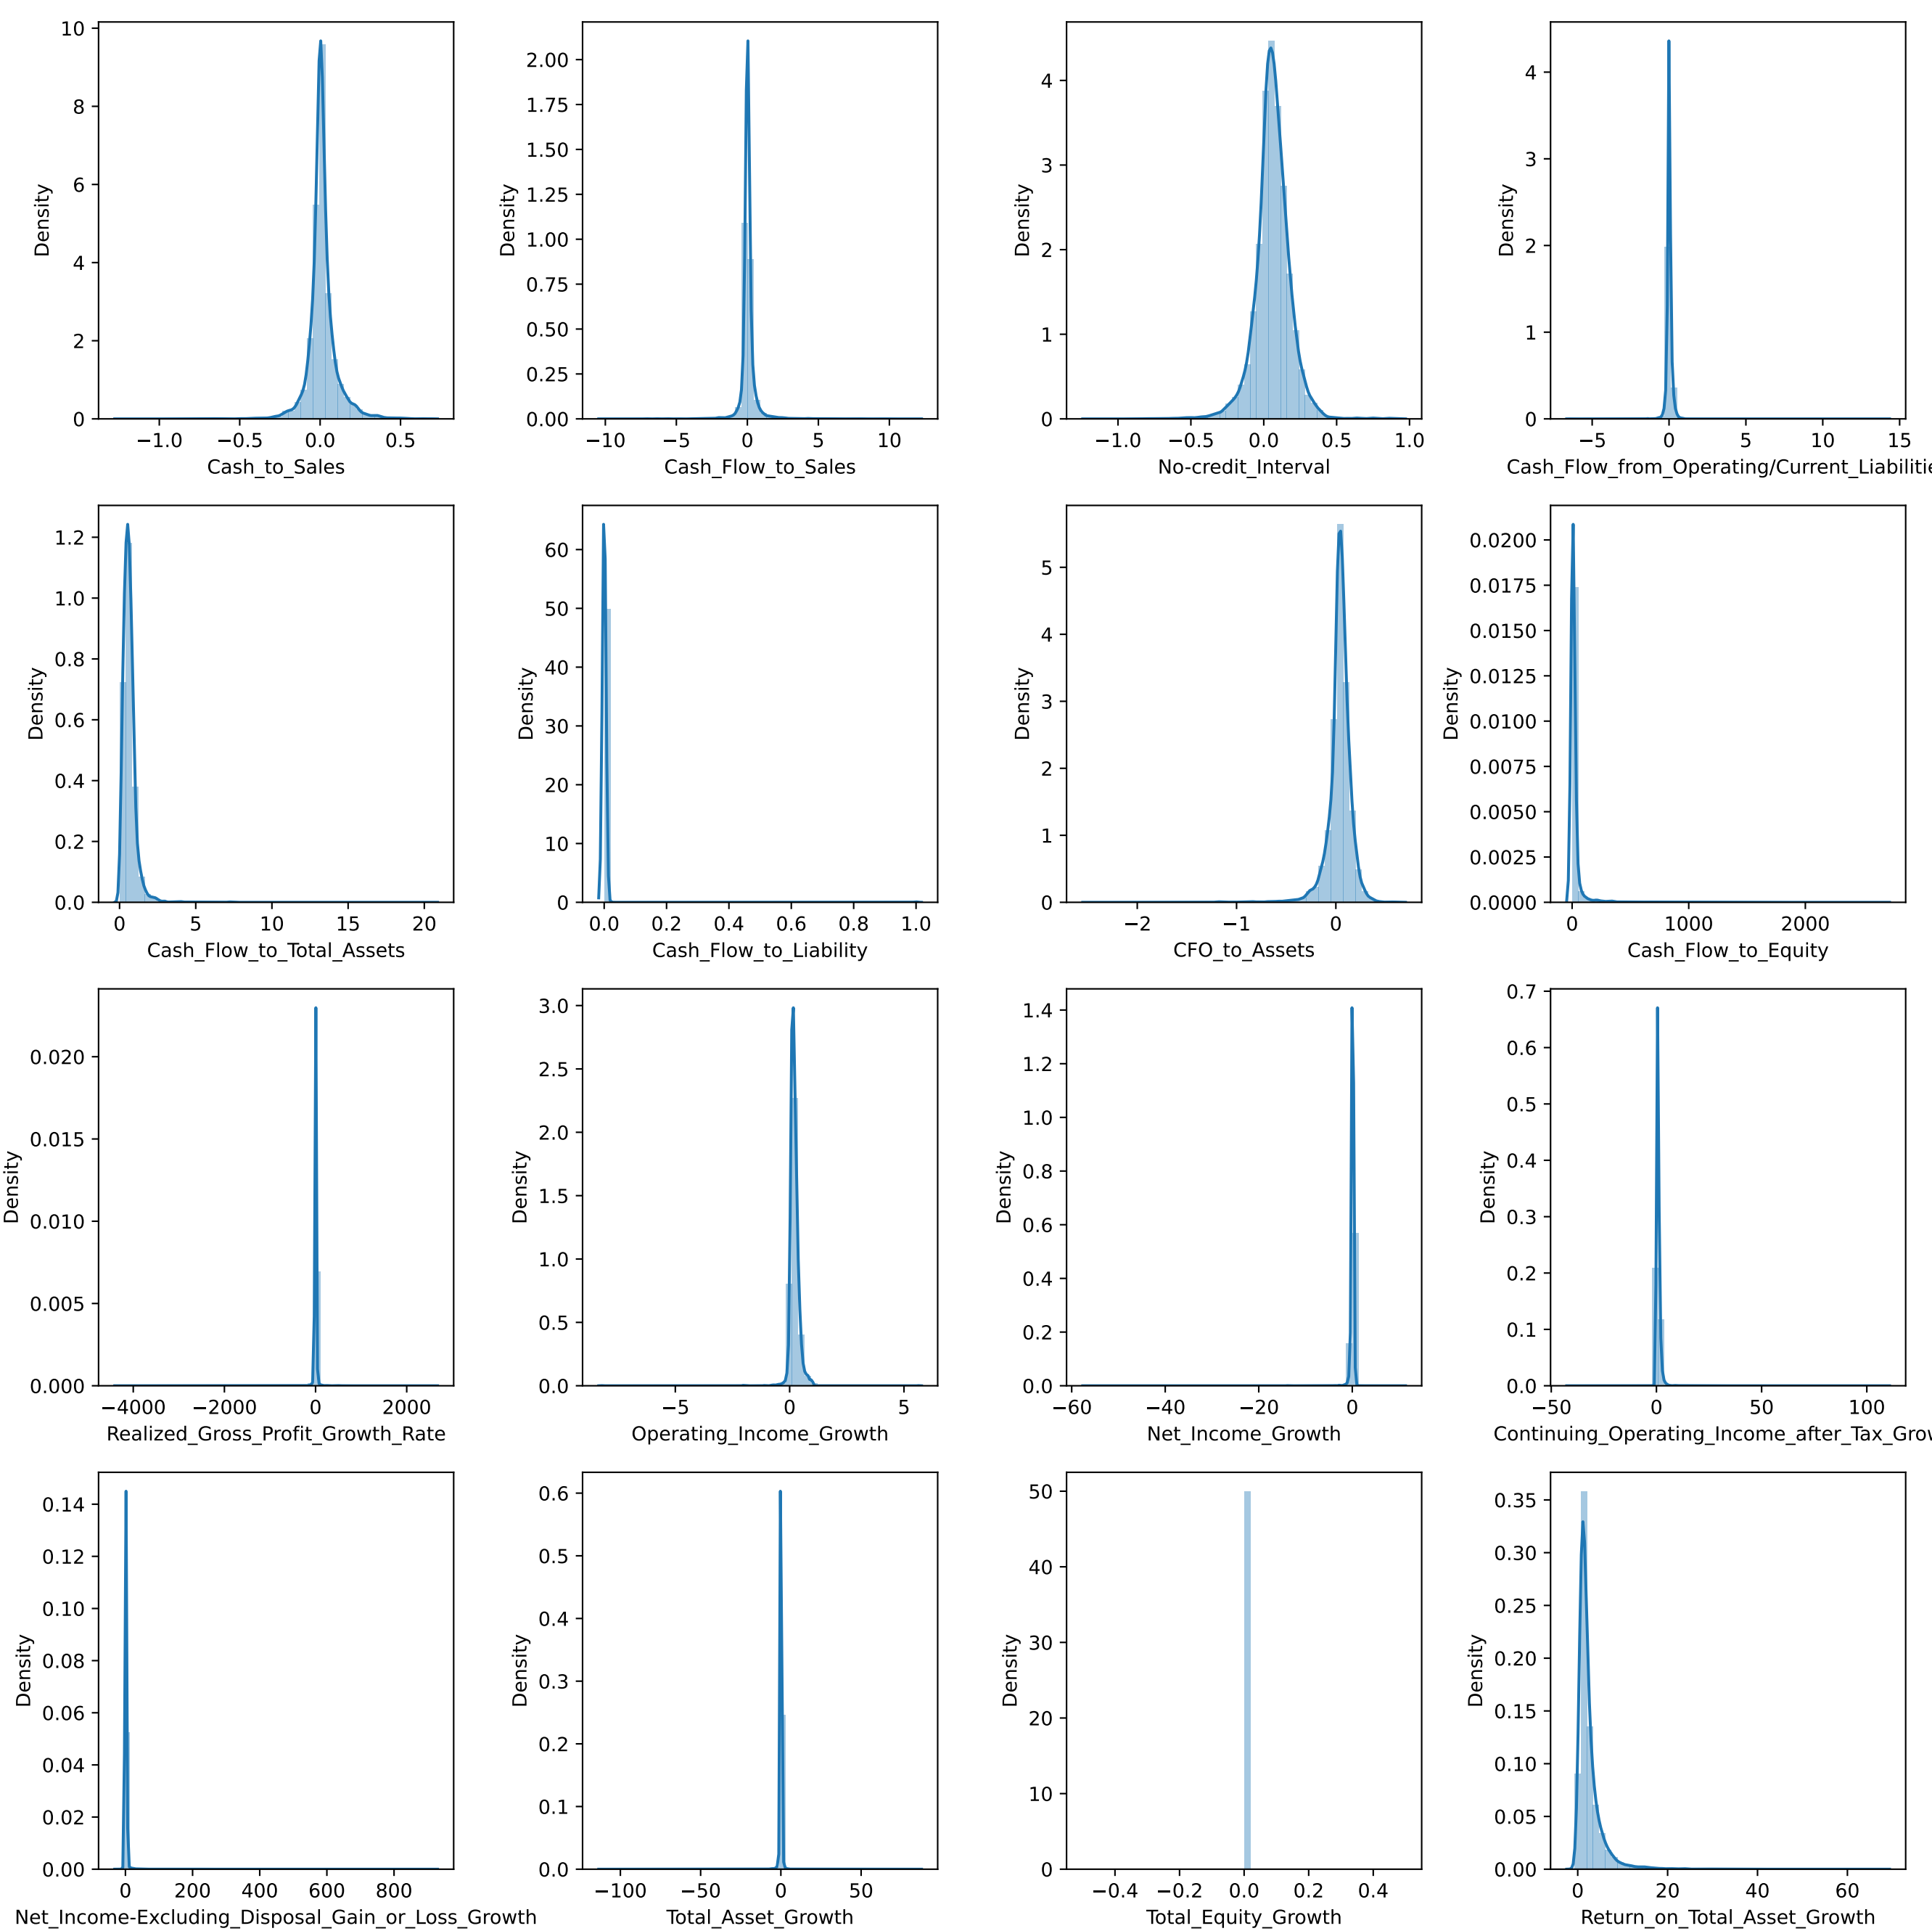 Density
10
8
6
4
2
0
−1.0 −0.5 0.0 0.5
Cash_to_Sales
Density
2.00
1.75
1.50
1.25
1.00
0.75
0.50
0.25
0.00
−10 −5 0 5 10
Cash_Flow_to_Sales
Density
4
3
2
1
0
−1.0 −0.5 0.0 0.5 1.0
No-credit_Interval
Density
4
3
2
1
0
−5 0 5 10 15
Cash_Flow_from_Operating/Current_Liabilitie
Density
1.2
1.0
0.8
0.6
0.4
0.2
0.0
0 5 10 15 20
Cash_Flow_to_Total_Assets
Density
60
50
40
30
20
10
0
0.0 0.2 0.4 0.6 0.8 1.0
Cash_Flow_to_Liability
Density
5
4
3
2
1
0
−2 −1 0
CFO_to_Assets
Density
0.0200
0.0175
0.0150
0.0125
0.0100
0.0075
0.0050
0.0025
0.0000
0 1000 2000
Cash_Flow_to_Equity
Density
0.020
0.015
0.010
0.005
0.000
−4000 −2000 0 2000
Realized_Gross_Profit_Growth_Rate
Density
3.0
2.5
2.0
1.5
1.0
0.5
0.0
−5 0 5
Operating_Income_Growth
Density
1.4
1.2
1.0
0.8
0.6
0.4
0.2
0.0
−60 −40 −20 0
Net_Income_Growth
Density
0.7
0.6
0.5
0.4
0.3
0.2
0.1
0.0
−50 0 50 100
Continuing_Operating_Income_after_Tax_Grow
Density
0.14
0.12
0.10
0.08
0.06
0.04
0.02
0.00
0 200 400 600 800
Net_Income-Excluding_Disposal_Gain_or_Loss_Growth
Density
0.6
0.5
0.4
0.3
0.2
0.1
0.0
−100 −50 0 50
Total_Asset_Growth
Density
50
40
30
20
10
0
−0.4 −0.2 0.0 0.2 0.4
Total_Equity_Growth
Density
0.35
0.30
0.25
0.20
0.15
0.10
0.05
0.00
0 20 40 60
Return_on_Total_Asset_Growth